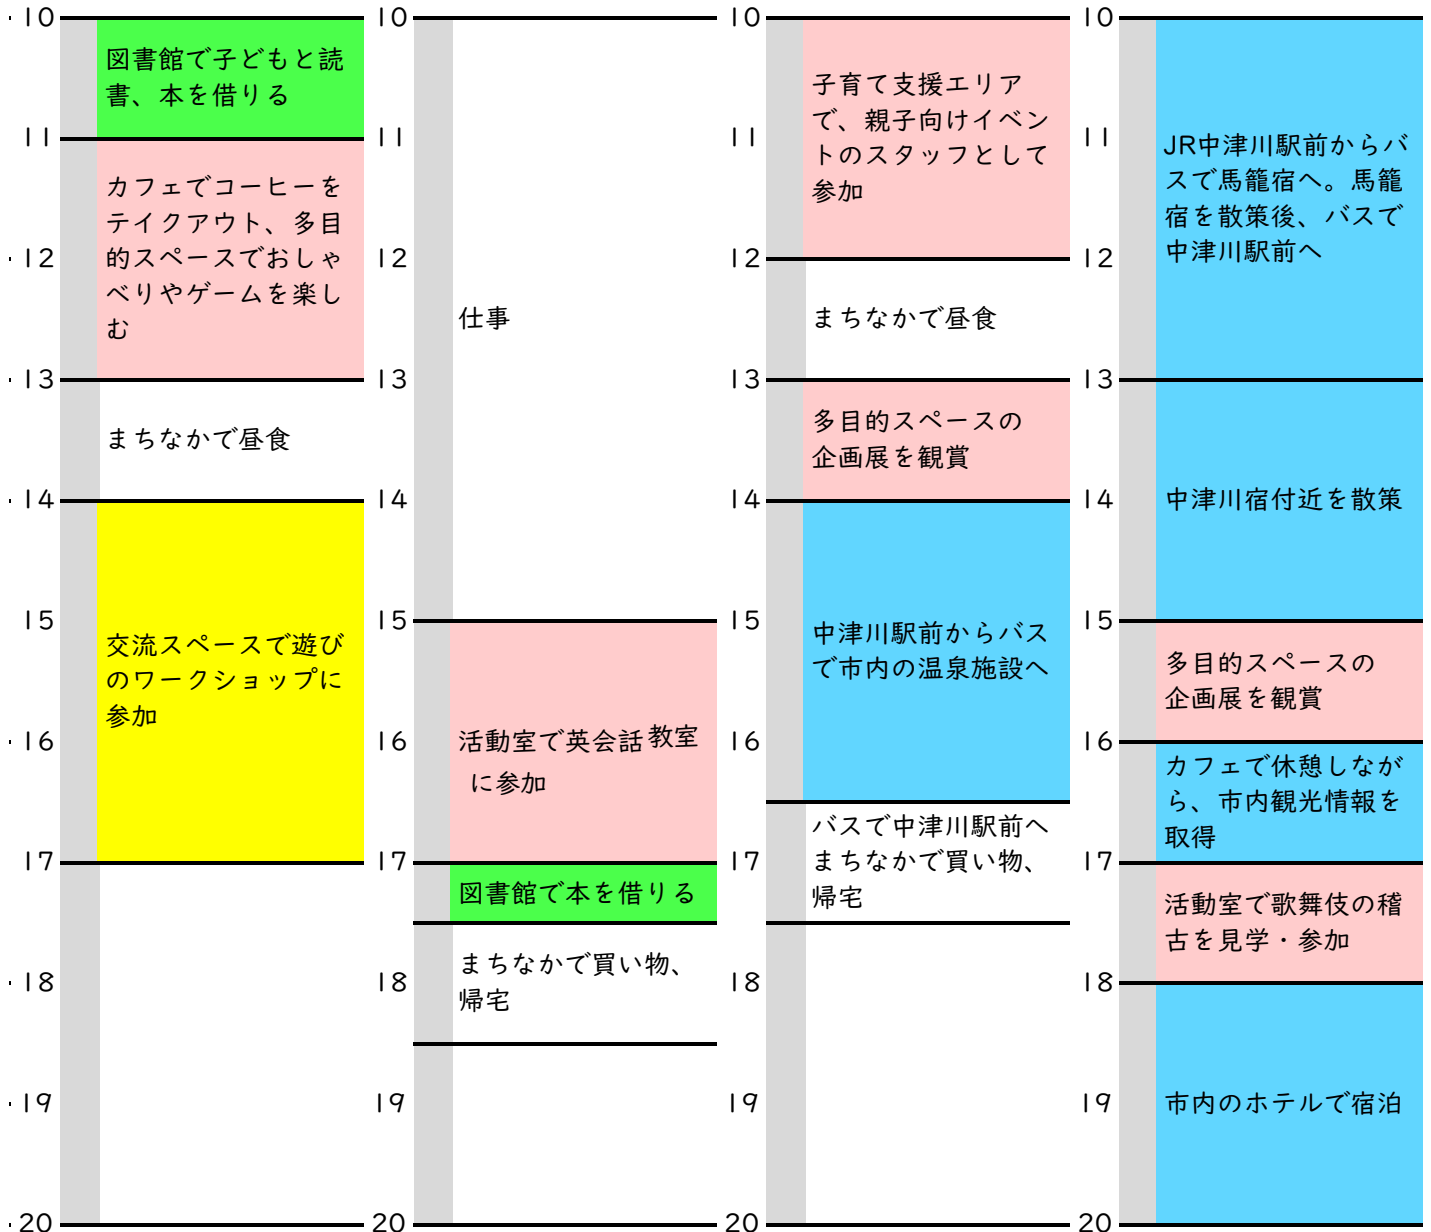 10
図書館で子どもと読
書、本を借りる
11
カフェでコーヒーを
テイクアウト、多目
的スペースでおしゃ
べりやゲームを楽し
む
12
13
まちなかで昼食
14
15
交流スペースで遊び
のワークショップに
参加
16
17
18
19
20
10
11
12
仕事
13
14
15
16
活動室で英会話教室
に参加
17
図書館で本を借りる
まちなかで買い物、
18
帰宅
19
20
10
子育て支援エリア
で、親子向けイベン
11
トのスタッフとして
参加
12
まちなかで昼食
13
多目的スペースの
企画展を観賞
14
15
中津川駅前からバス
で市内の温泉施設へ
16
バスで中津川駅前へ
17
まちなかで買い物、
帰宅
18
19
20
10
11
JR中津川駅前からバ
スで馬籠宿へ。馬籠
宿を散策後、バスで
中津川駅前へ
12
13
14
中津川宿付近を散策
15
多目的スペースの
企画展を観賞
16
カフェで休憩しなが
ら、市内観光情報を
取得
17
活動室で歌舞伎の稽
古を見学・参加
18
19
市内のホテルで宿泊
20